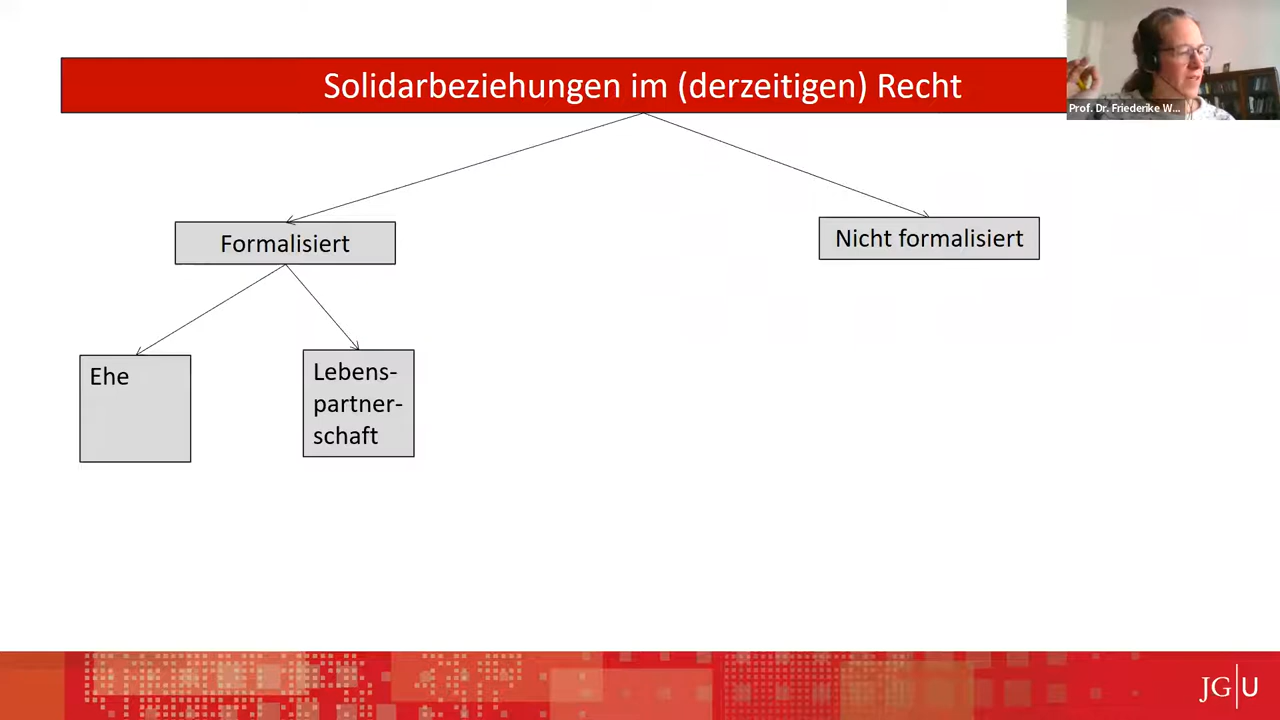 Solidarbeziehungen im (derzeitigen) Recht
Prof. Dr. Friederike W...
Formalisiert
Nicht formalisiert
Ehe
Lebens-
partner-
schaft
JG|U